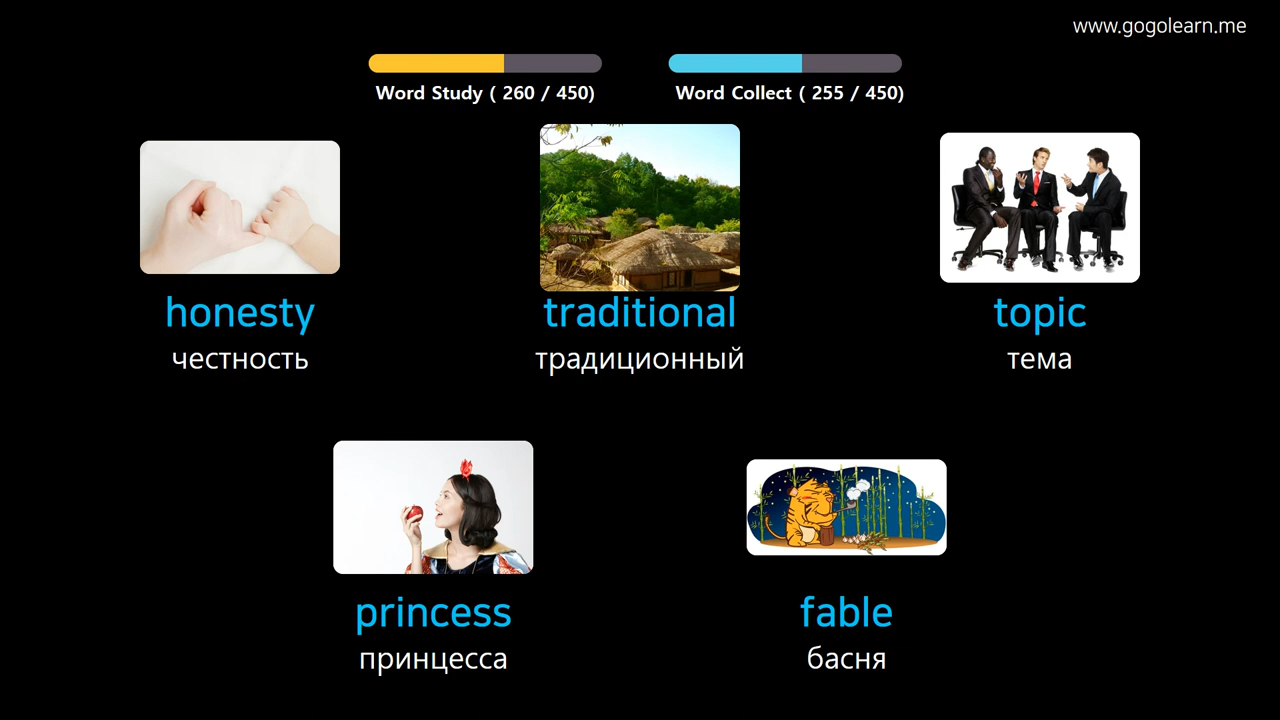 www.gogolearn.me
Word Study ( 260 / 450)
Word Collect ( 255 / 450)
honesty
честность
traditional
традиционный
topic
тема
princess
принцесса
fable
басня